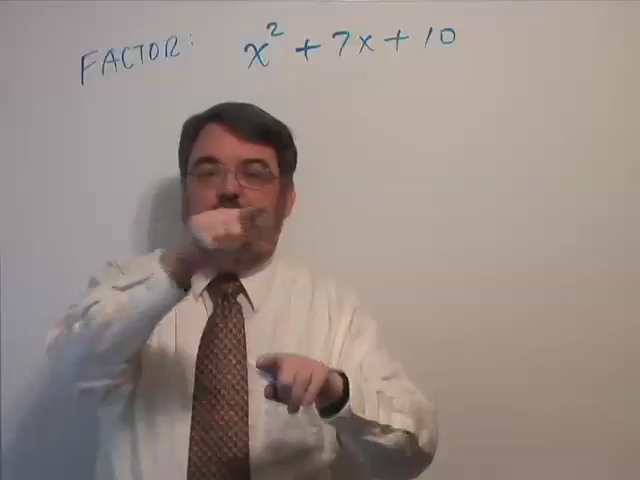 FACTOR: x² + 7x + 10